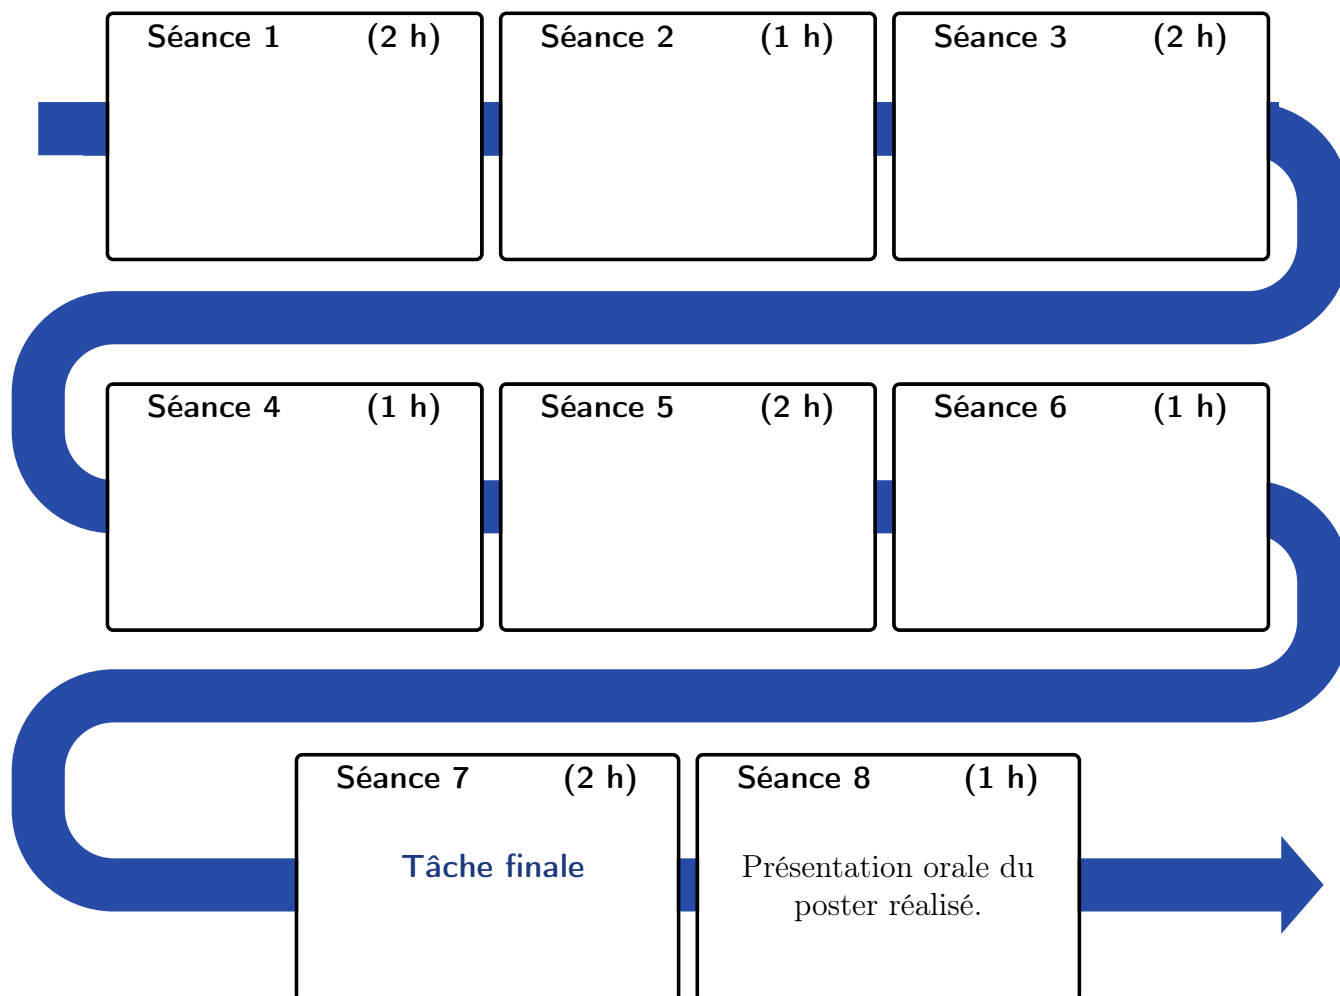 Séance 1 (2 h)
Séance 2 (1 h)
Séance 3 (2 h)
Séance 4 (1 h)
Séance 5 (2 h)
Séance 6 (1 h)
Séance 7 (2 h)
Tâche finale
Séance 8 (1 h)
Présentation orale du
poster réalisé.